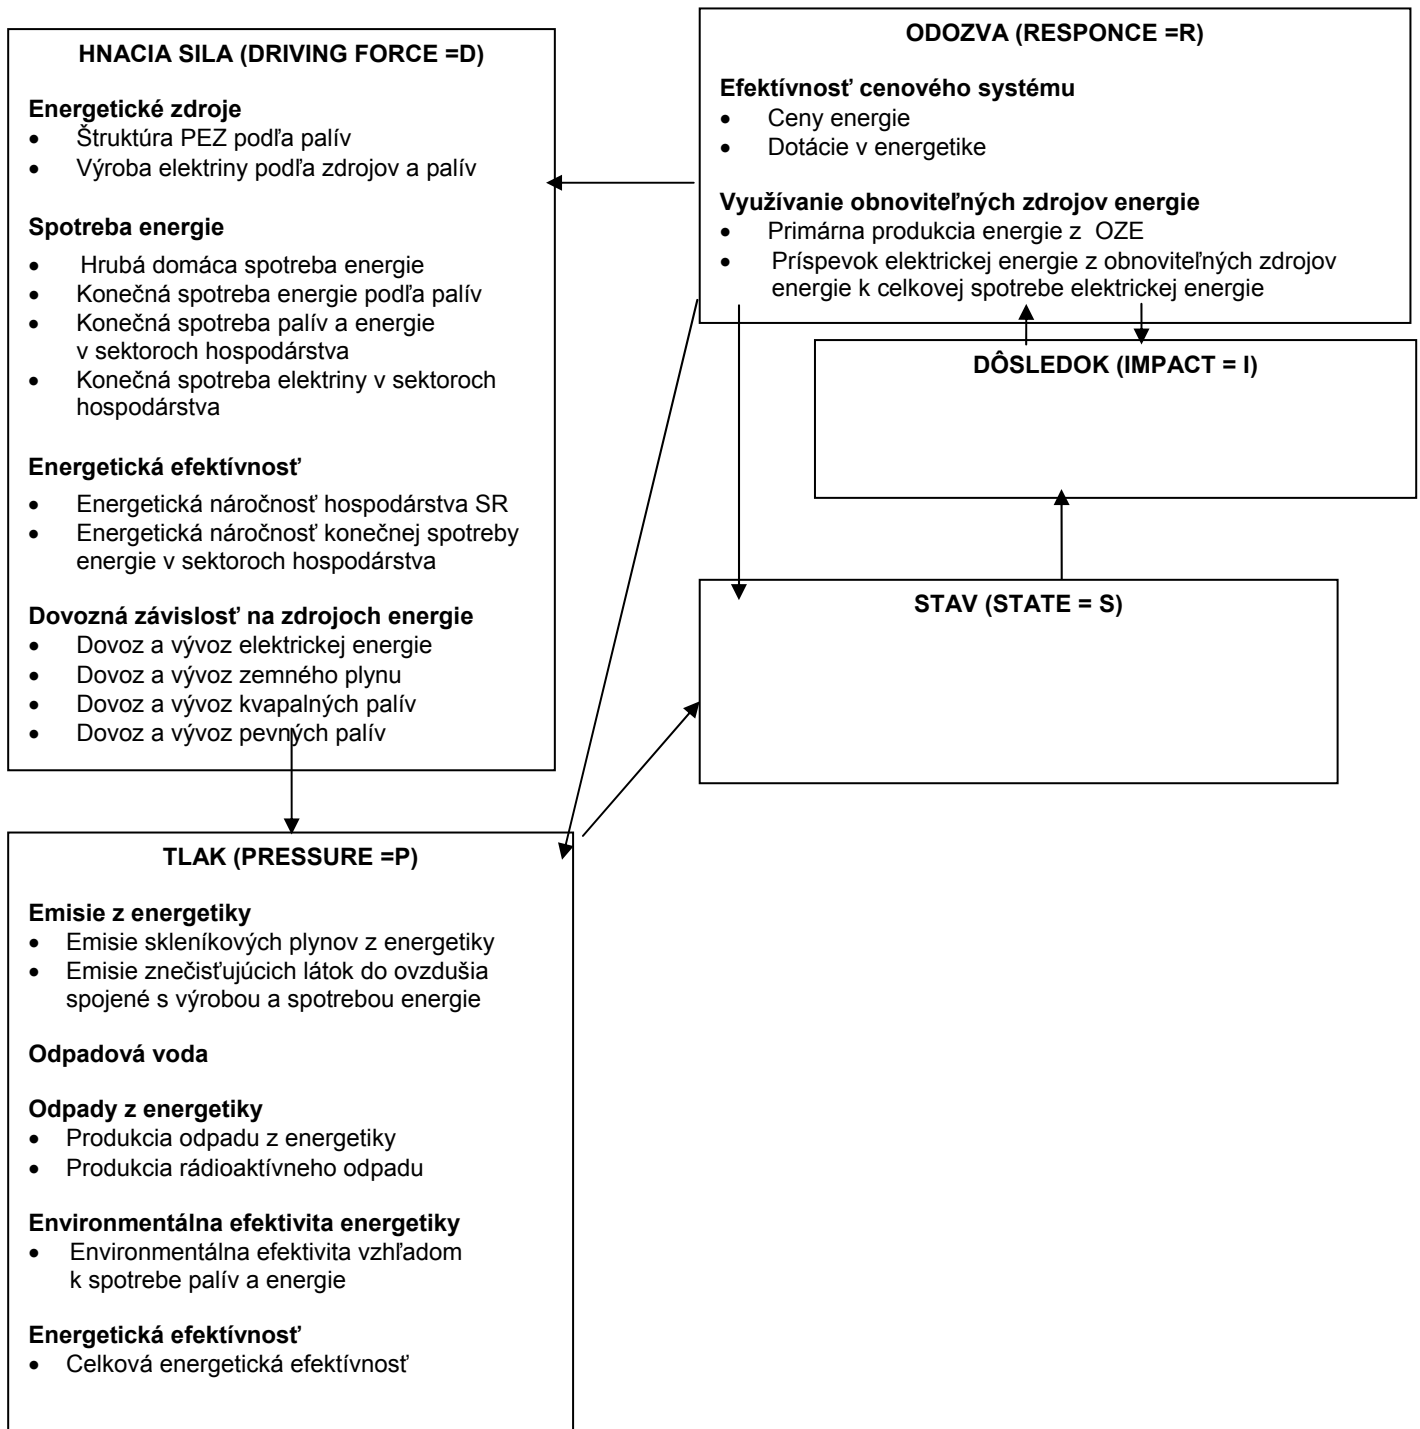 HNACIA SILA (DRIVING FORCE =D)
Energetické zdroje
• Štruktúra PEZ podľa palív
• Výroba elektriny podľa zdrojov a palív
Spotreba energie
• Hrubá domáca spotreba energie
• Konečná spotreba energie podľa palív
• Konečná spotreba palív a energie
v sektoroch hospodárstva
• Konečná spotreba elektriny v sektoroch
hospodárstva
Energetická efektívnosť
• Energetická náročnosť hospodárstva SR
• Energetická náročnosť konečnej spotreby
energie v sektoroch hospodárstva
Dovozná závislosť na zdrojoch energie
• Dovoz a vývoz elektrickej energie
• Dovoz a vývoz zemného plynu
• Dovoz a vývoz kvapalných palív
• Dovoz a vývoz pevných palív
ODOZVA (RESPONCE =R)
Efektívnosť cenového systému
• Ceny energie
• Dotácie v energetike
Využívanie obnoviteľných zdrojov energie
• Primárna produkcia energie z OZE
• Príspevok elektrickej energie z obnoviteľných zdrojov
energie k celkovej spotrebe elektrickej energie
DÔSLEDOK (IMPACT = I)
STAV (STATE = S)
TLAK (PRESSURE =P)
Emisie z energetiky
• Emisie skleníkových plynov z energetiky
• Emisie znečisťujúcich látok do ovzdušia
spojené s výrobou a spotrebou energie
Odpadová voda
Odpady z energetiky
• Produkcia odpadu z energetiky
• Produkcia rádioaktívneho odpadu
Environmentálna efektivita energetiky
• Environmentálna efektivita vzhľadom
k spotrebe palív a energie
Energetická efektívnosť
• Celková energetická efektívnosť